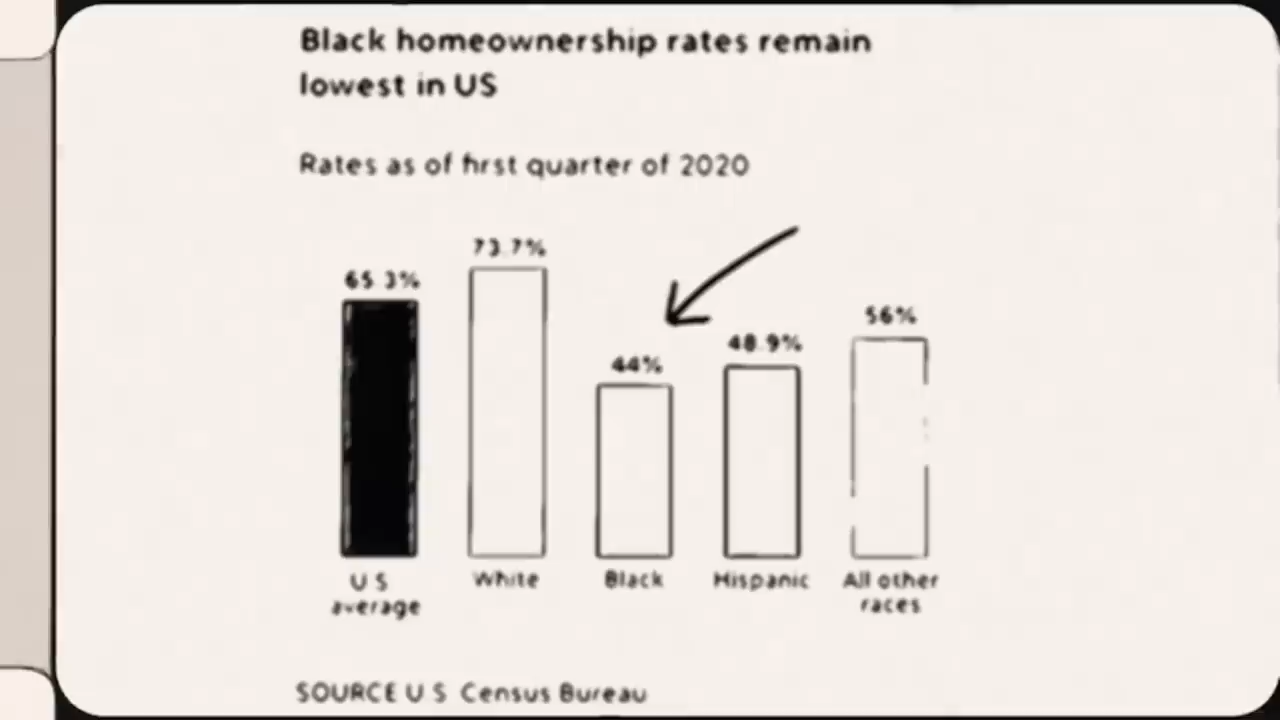 Black homeownership rates remain
lowest in US
Rates as of first quarter of 2020
65.3%
73.7%
44%
48.9%
56%
U S
average
White
Black
Hispanic
All other
races
SOURCE U S Census Bureau